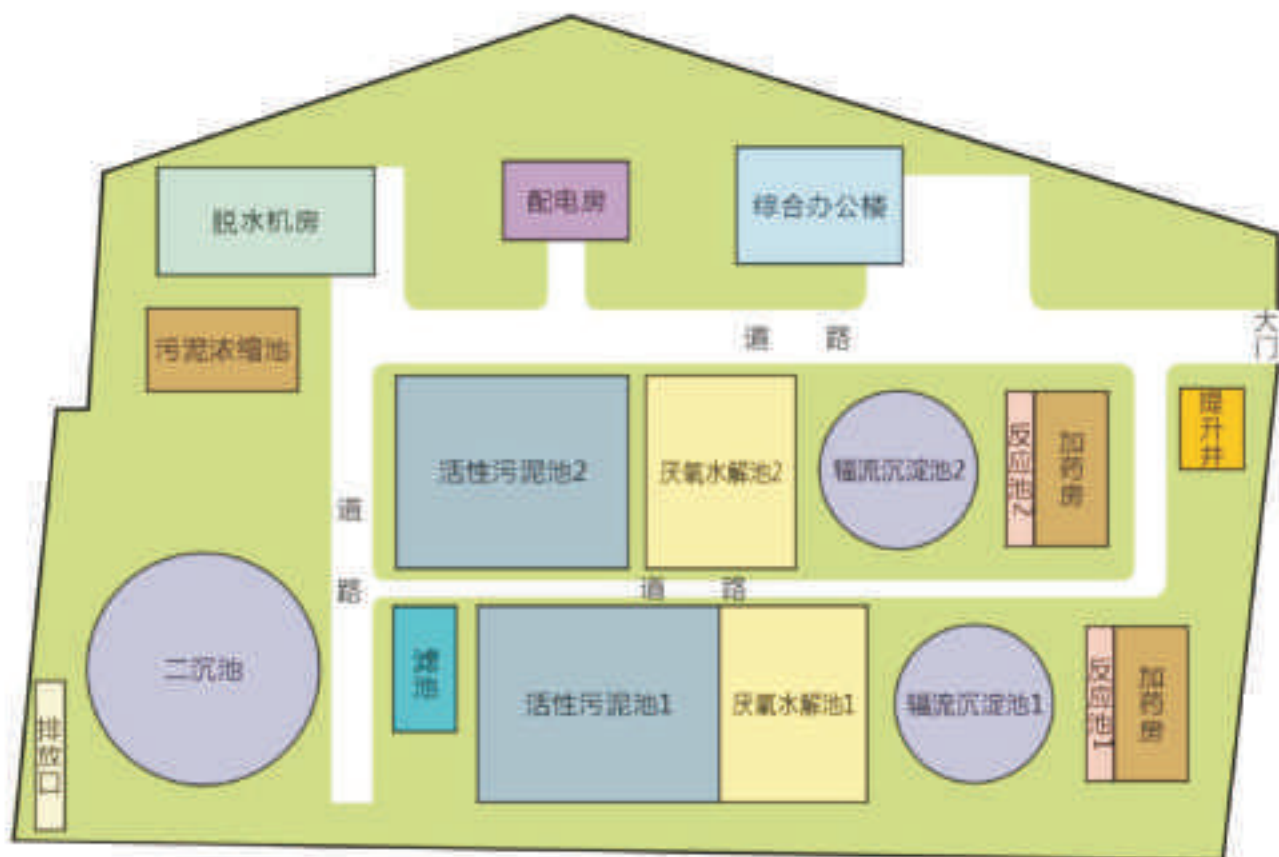 脱水机房
配电房
综合办公楼
污泥浓缩池
道 路
大门
活性污泥池2
厌氧水解池2
辐流沉淀池2
反应池2
加药房
提升井
道路
道 路
二沉池
排放口
滤池
活性污泥池1
厌氧水解池1
辐流沉淀池1
反应池1
加药房